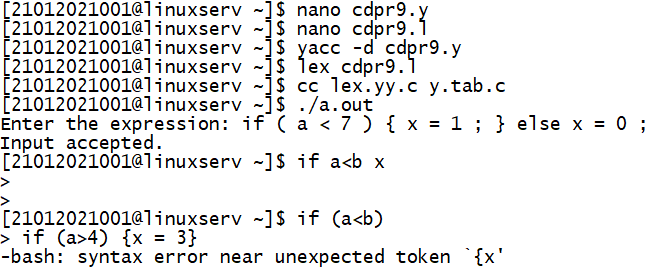 [21012021001@linuxserv ~]$ nano cdpr9.y
[21012021001@linuxserv ~]$ nano cdpr9.l
[21012021001@linuxserv ~]$ yacc -d cdpr9.y
[21012021001@linuxserv ~]$ lex cdpr9.l
[21012021001@linuxserv ~]$ cc lex.yy.c y.tab.c
[21012021001@linuxserv ~]$ ./a.out
Enter the expression: if ( a < 7 ) { x = 1 ; } else x = 0 ;
Input accepted.
[21012021001@linuxserv ~]$ if a<b x
>
>
[21012021001@linuxserv ~]$ if (a<b)
> if (a>4) {x = 3}
-bash: syntax error near unexpected token `{x'